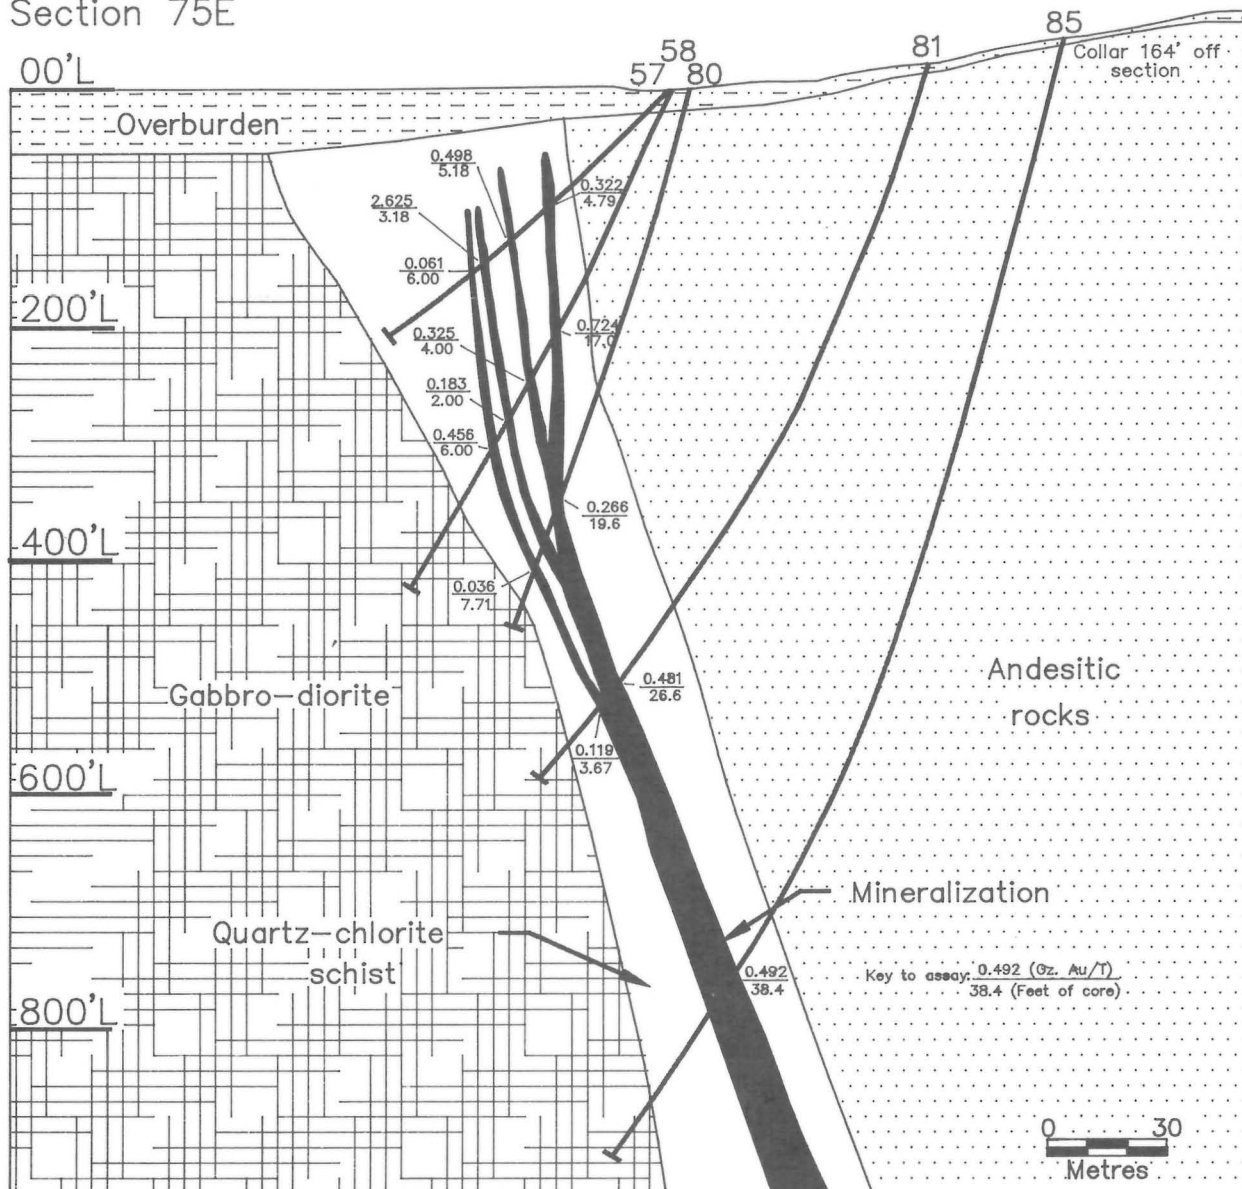 Section 75E
85
81
58
57 80
Collar 164' off
section
00'L
Overburden
0.498
5.18
0.322
4.79
2.625
3.18
0.061
6.00
200'L
0.724
17.0
0.325
4.00
0.183
2.00
0.456
6.00
0.266
19.6
400'L
0.036
7.71
Andesitic
rocks
Gabbro-diorite
0.481
26.6
0.119
3.67
600'L
Mineralization
Quartz-chlorite
schist
0.492
38.4
Key to assay: 0.492 (Oz. Au/T)
38.4 (Feet of core)
800'L
0 30
Metres